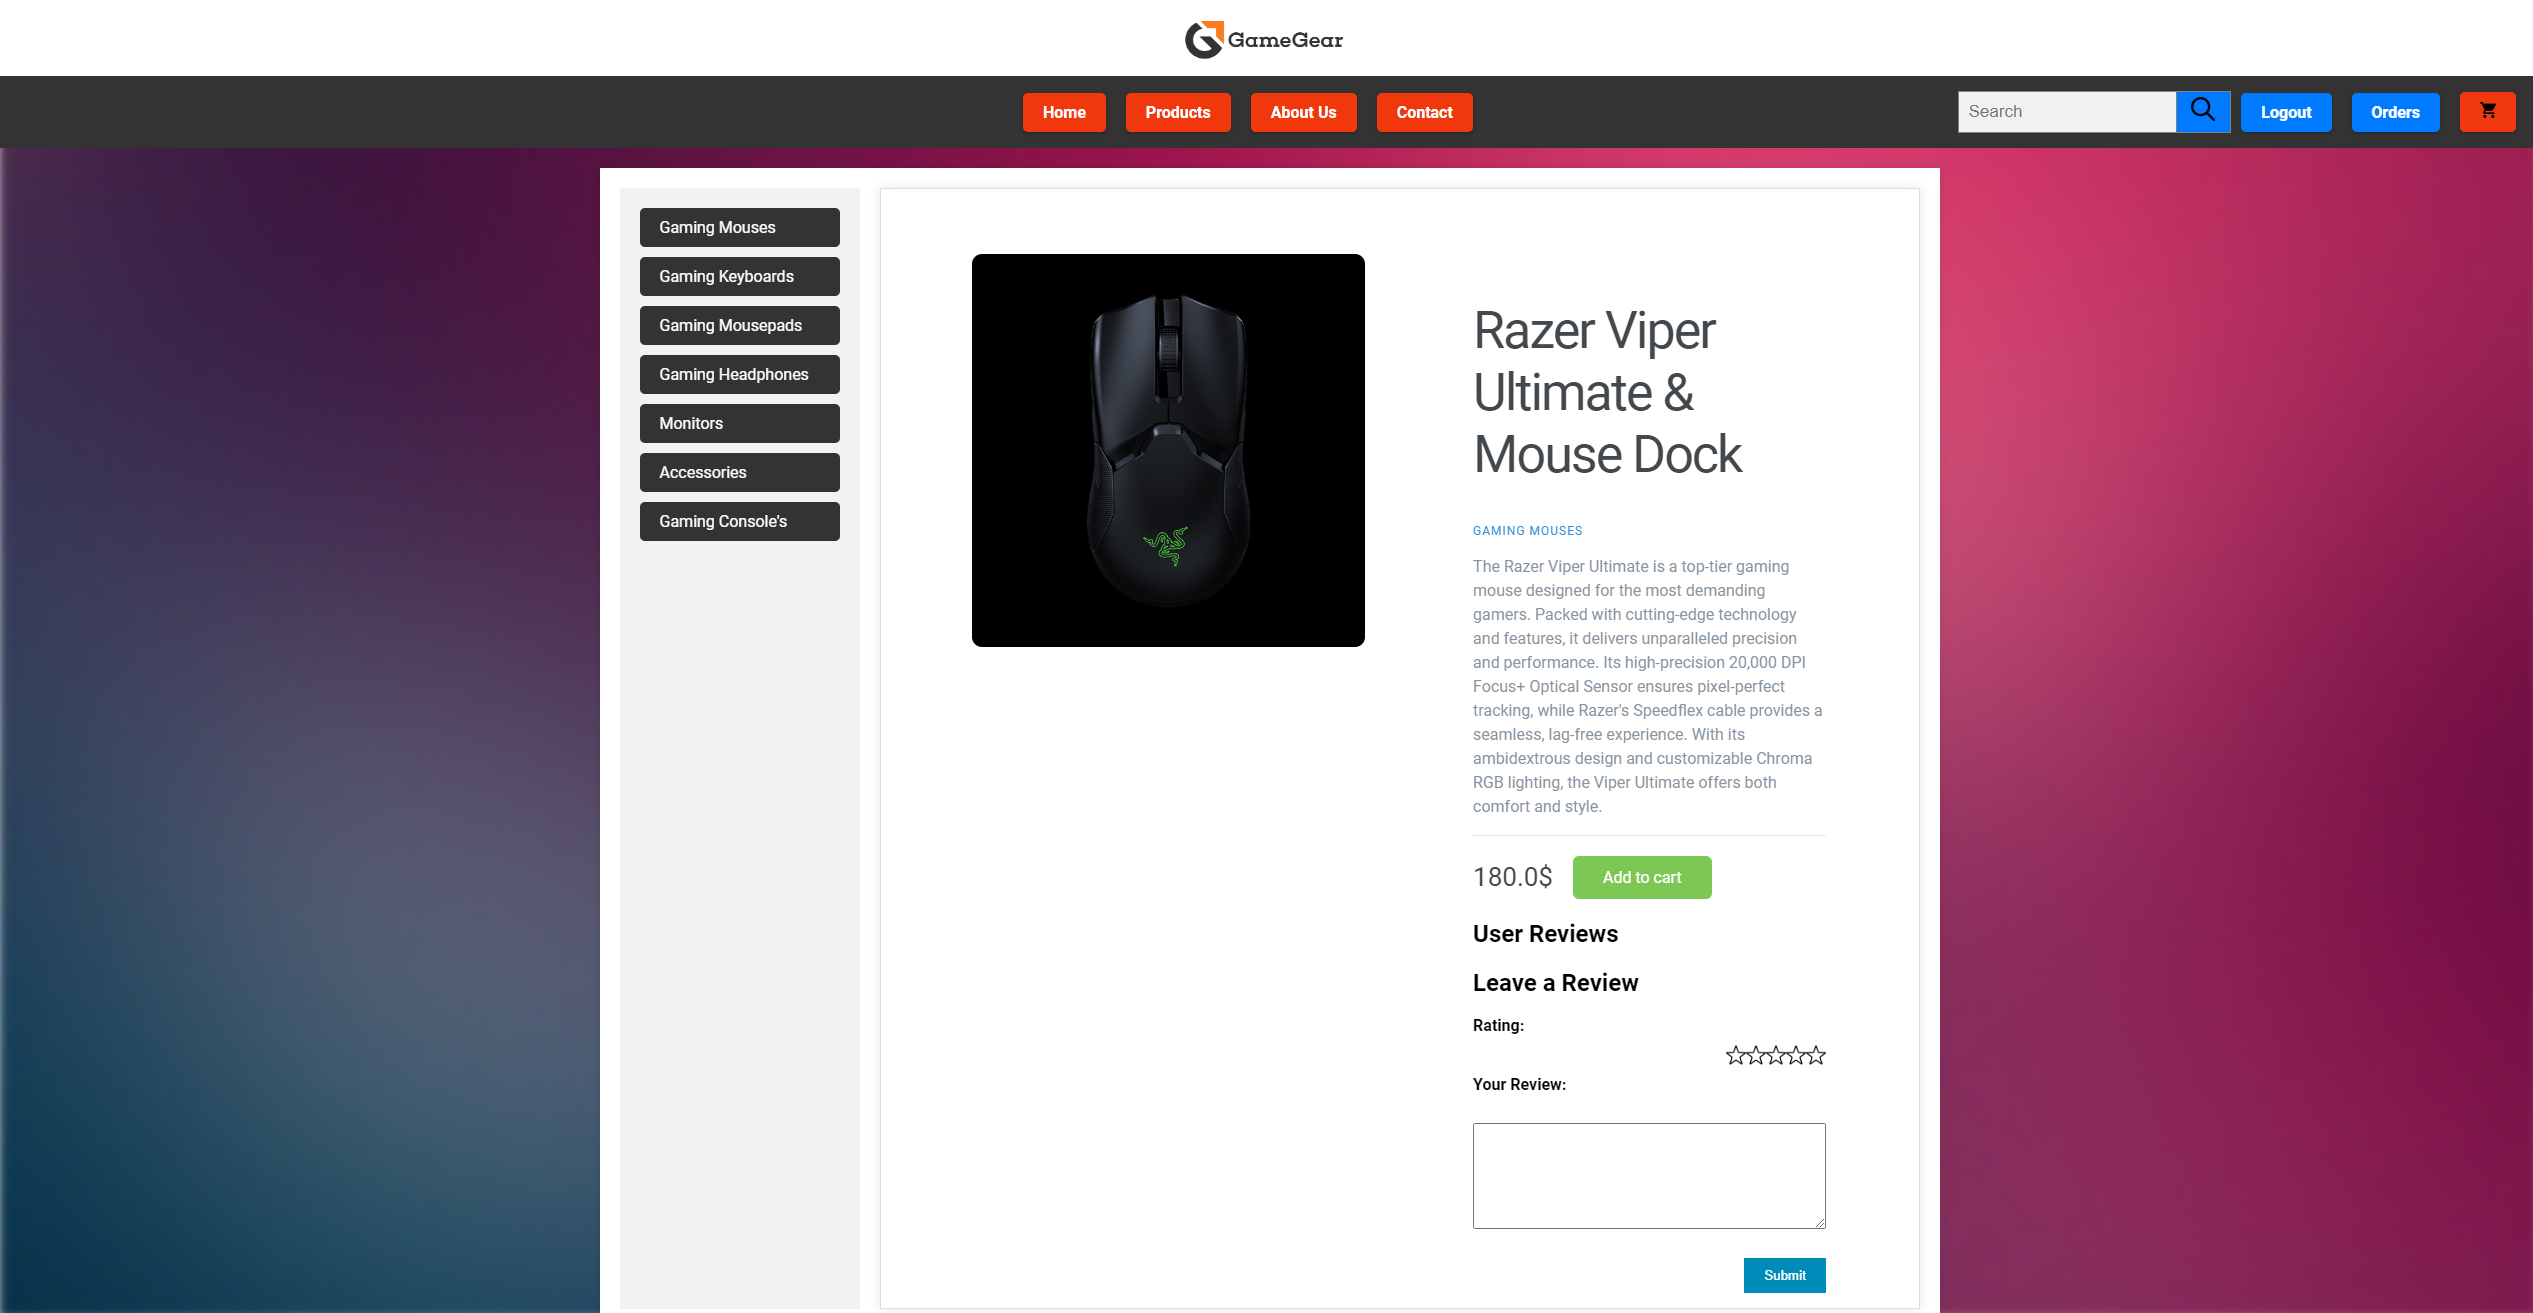 GameGear
Home
Products
About Us
Contact
Search
Logout
Orders
Gaming Mouses
Gaming Keyboards
Gaming Mousepads
Gaming Headphones
Monitors
Accessories
Gaming Console's
Razer Viper
Ultimate &
Mouse Dock
GAMING MOUSES
The Razer Viper Ultimate is a top-tier gaming
mouse designed for the most demanding
gamers. Packed with cutting-edge technology
and features, it delivers unparalleled precision
and performance. Its high-precision 20,000 DPI
Focus+ Optical Sensor ensures pixel-perfect
tracking, while Razer's Speedflex cable provides a
seamless, lag-free experience. With its
ambidextrous design and customizable Chroma
RGB lighting, the Viper Ultimate offers both
comfort and style.
180.0$
Add to cart
User Reviews
Leave a Review
Rating:
Your Review:
Submit